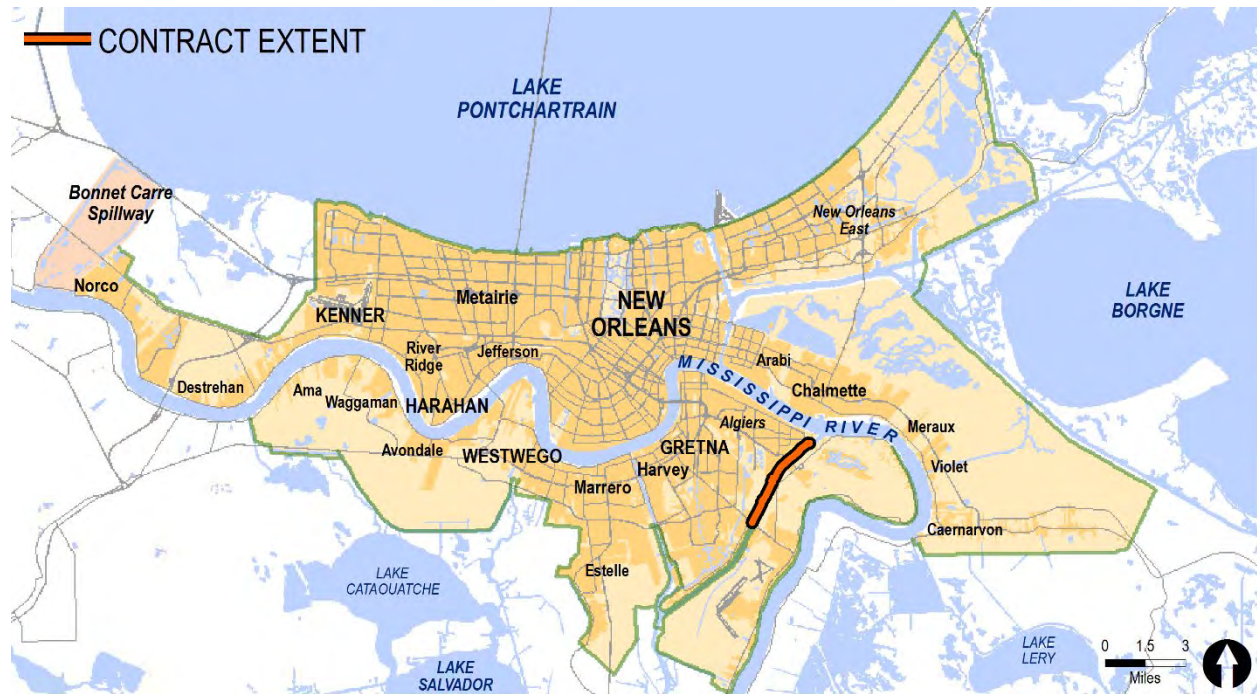 CONTRACT EXTENT
LAKE
PONTCHARTRAIN
Bonnet Carre
Spillway
New Orleans
East
Norco
Metairie
KENNER
NEW
ORLEANS
LAKE
BORGNE
River
Ridge
Jefferson
Arabi
MISSISSIPPI RIVER
Destrehan
Ama
Waggaman
HARAHAN
Chalmette
Algiers
Meraux
Avondale
WESTWEGO
GRETNA
Harvey
Violet
Marrero
Caernarvon
Estelle
LAKE
CATAOUATCHE
LAKE
SALVADOR
LAKE
LERY
0 1.5 3
Miles